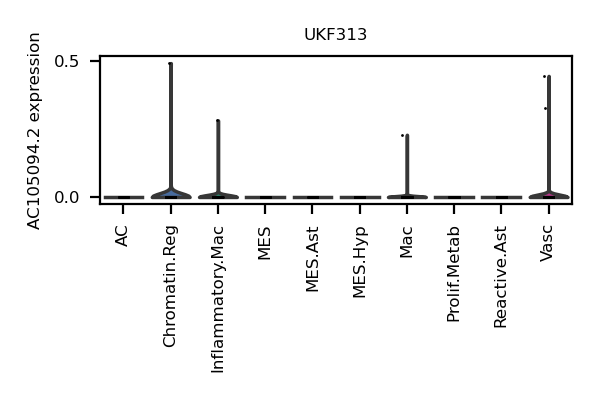 UKF313
AC105094.2 expression
0.5
0.0
AC
Chromatin.Reg
Inflammatory.Mac
MES
MES.Ast
MES.Hyp
Mac
Prolif.Metab
Reactive.Ast
Vasc